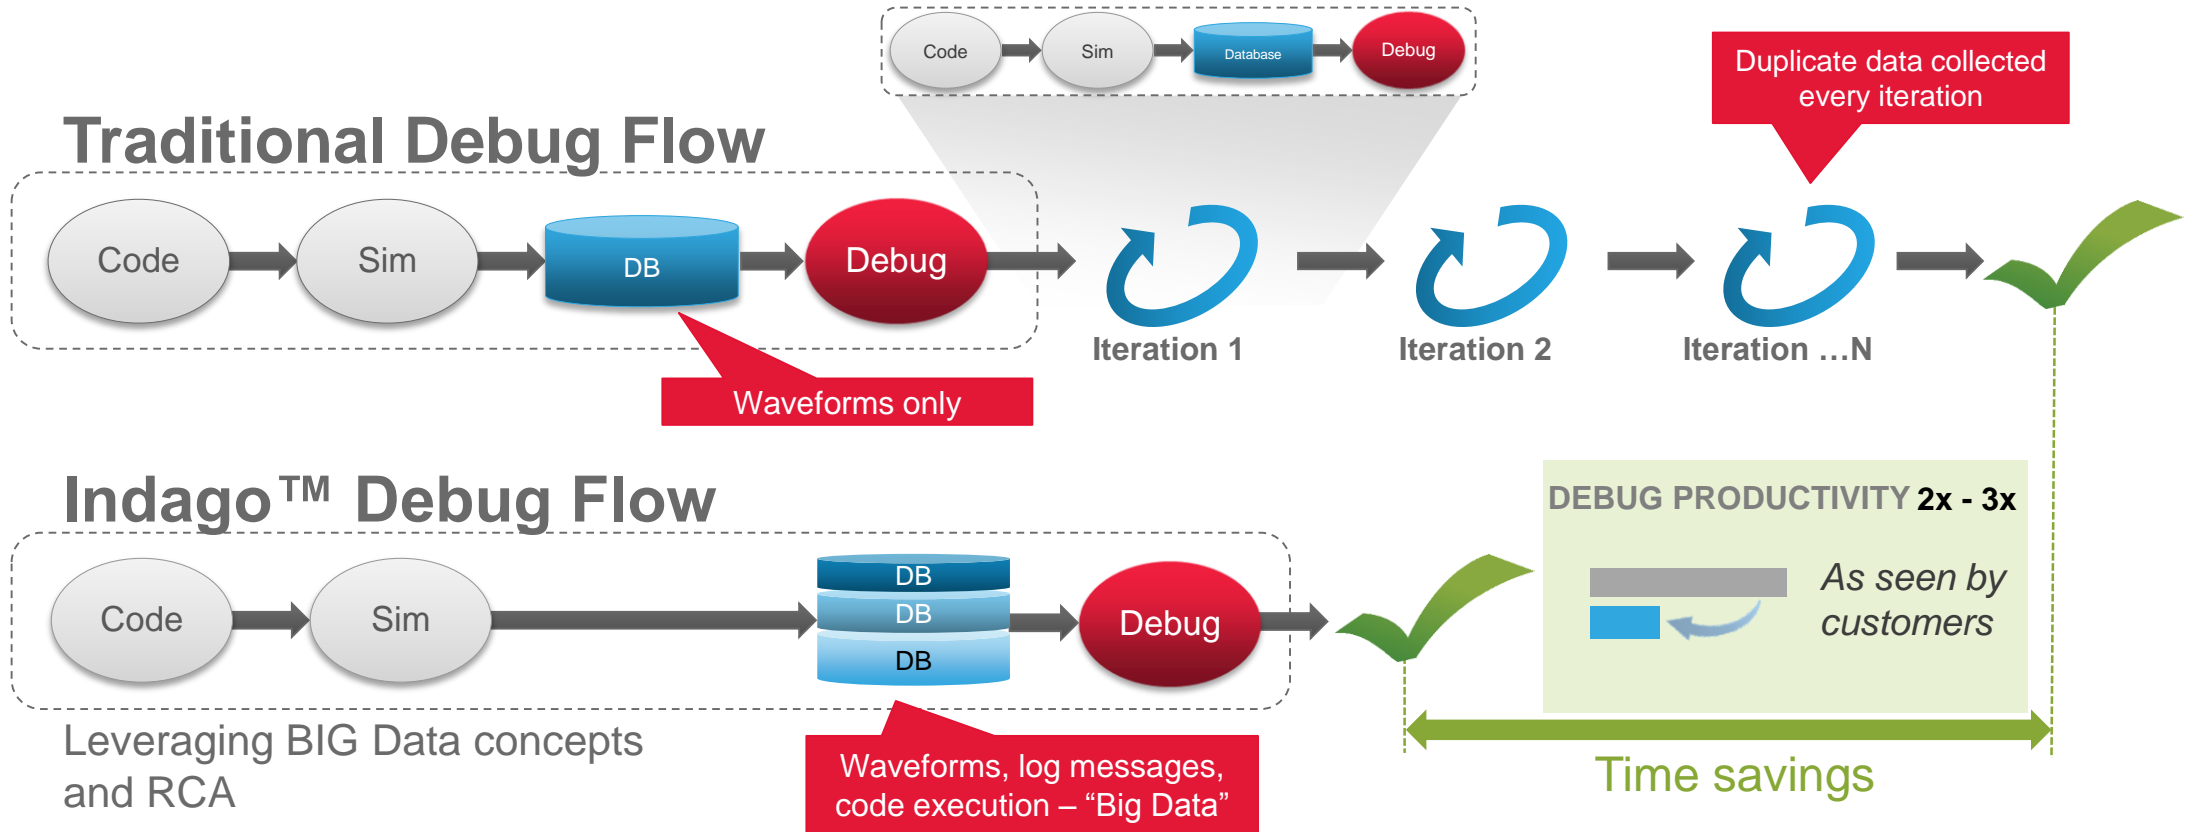 Code
Sim
Database
Debug
Duplicate data collected
every iteration
Traditional Debug Flow
Code
Sim
DB
Debug
Iteration 1
Iteration 2
Iteration …N
Waveforms only
Indago™ Debug Flow
Code
Sim
DB
DB
DB
Debug
DEBUG PRODUCTIVITY 2x - 3x
As seen by
customers
Leveraging BIG Data concepts
and RCA
Waveforms, log messages,
code execution – “Big Data”
Time savings